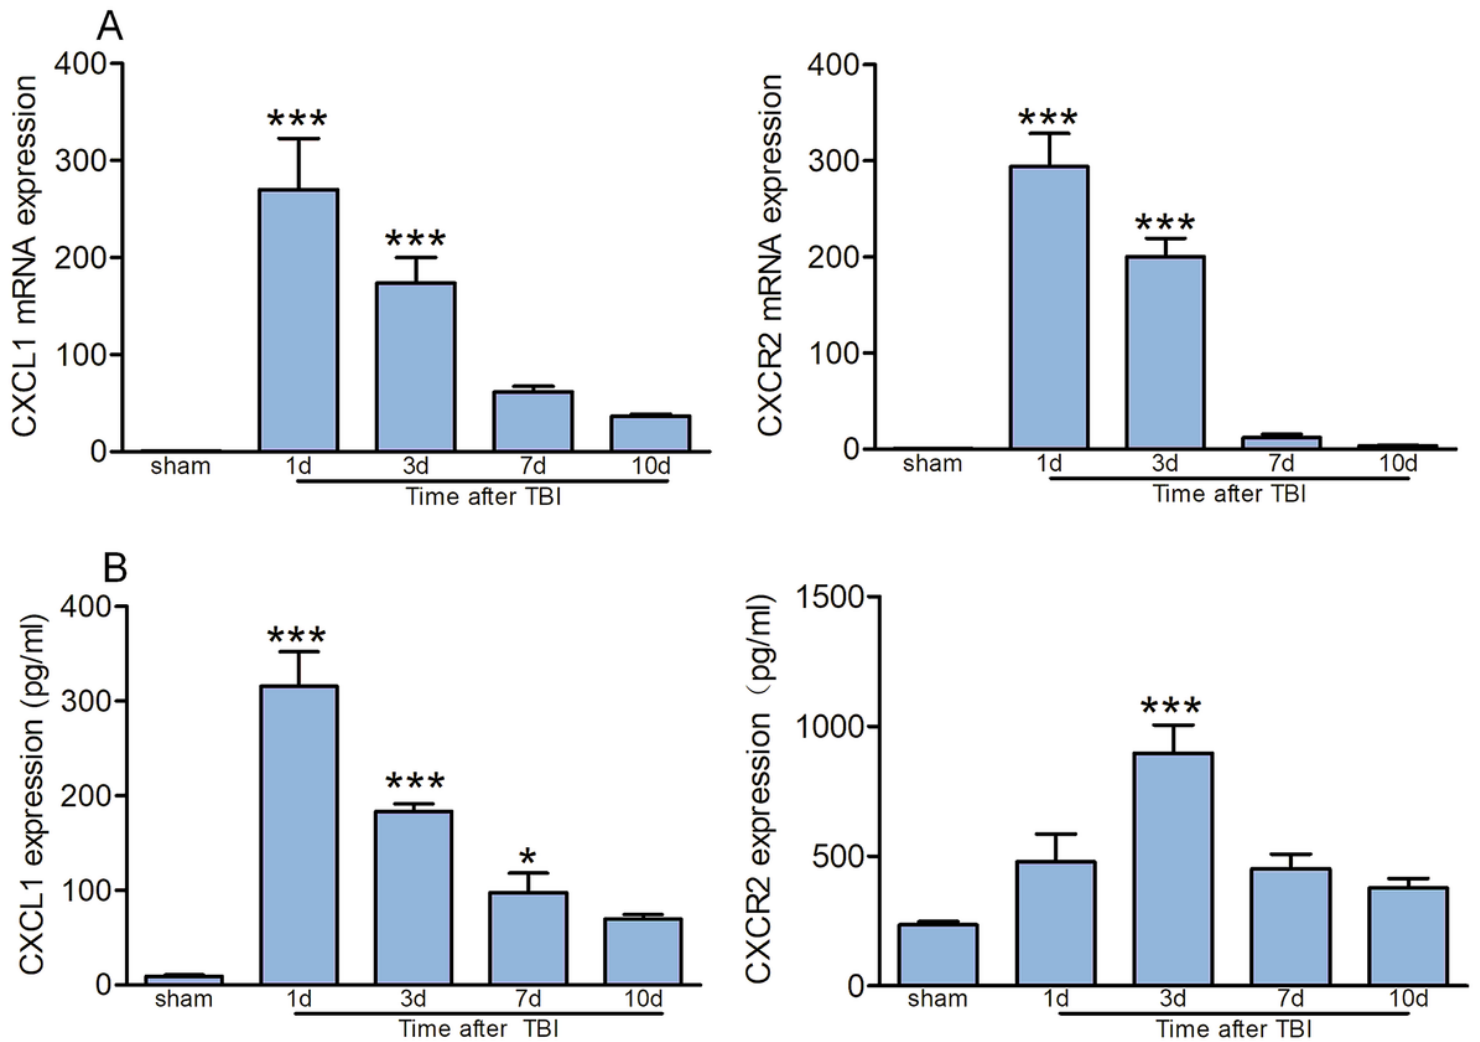 A
CXCL1 mRNA expression
400
300
200
100
0
***
***
sham 1d 3d 7d 10d
Time after TBI
CXCR2 mRNA expression
400
300
200
100
0
***
***
sham 1d 3d 7d 10d
Time after TBI
B
CXCL1 expression (pg/ml)
400
300
200
100
0
***
***
*
sham 1d 3d 7d 10d
Time after TBI
CXCR2 expression（pg/ml)
1500
1000
500
0
***
sham 1d 3d 7d 10d
Time after TBI